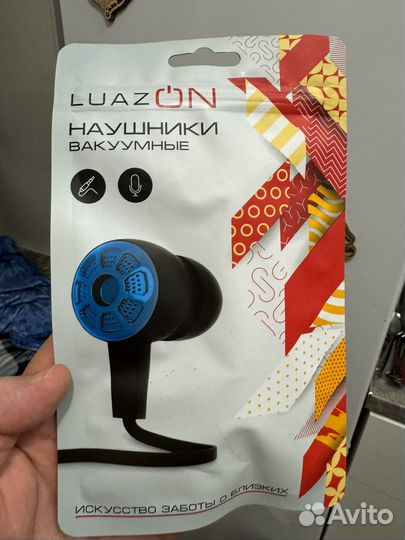 LUAZON
НАУШНИКИ
ВАКУУМНЫЕ
ИСКУССТВО ЗАБОТЫ О БЛИЗКИХ
Avito